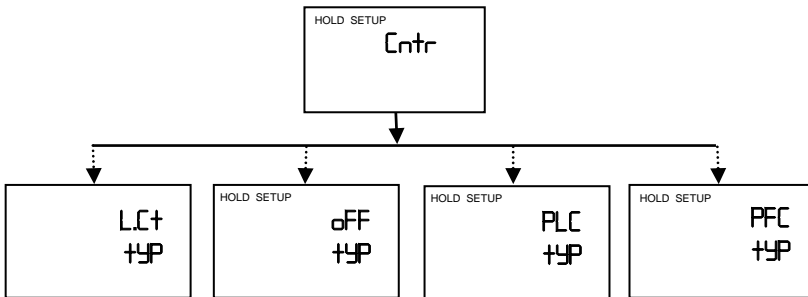 HOLD SETUP
Cntr
L.Ct
tYP
HOLD SETUP
oFF
tYP
HOLD SETUP
PLC
tYP
HOLD SETUP
PFC
tYP